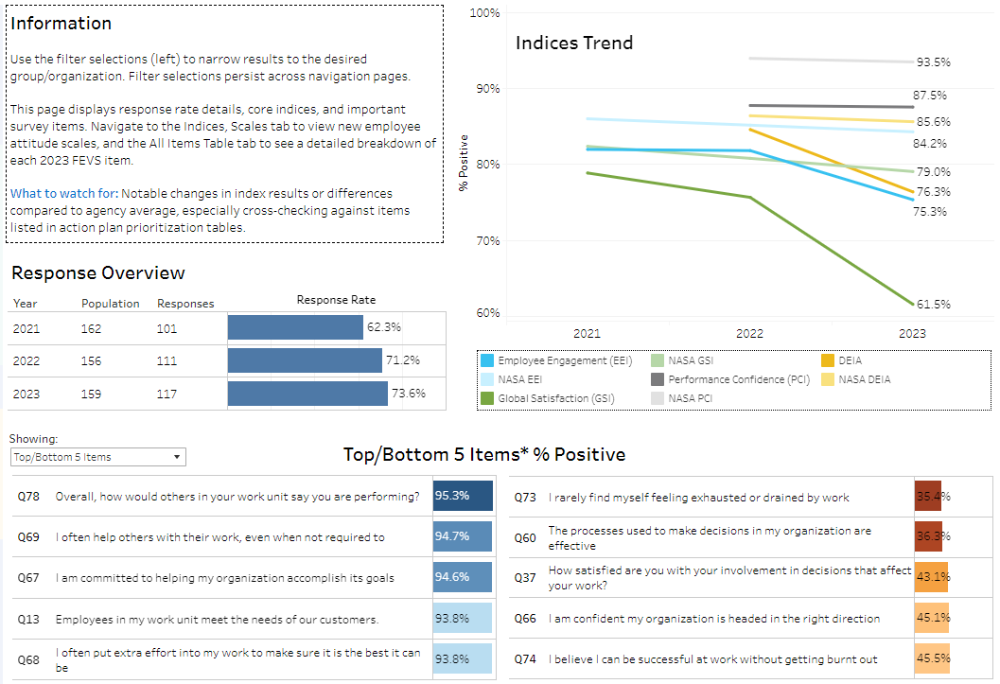 Information
Use the filter selections (left) to narrow results to the desired
group/organization. Filter selections persist across navigation pages.
This page displays response rate details, core indices, and important
survey items. Navigate to the Indices, Scales tab to view new employee
attitude scales, and the All Items Table tab to see a detailed breakdown of
each 2023 FEVS item.
What to watch for: Notable changes in index results or differences
compared to agency average, especially cross-checking against items
listed in action plan prioritization tables.
Response Overview
Year Population Responses Response Rate
2021 162 101 62.3%
2022 156 111 71.2%
2023 159 117 73.6%
Indices Trend
% Positive
100%
90%
80%
70%
60%
93.5%
87.5%
85.6%
84.2%
79.0%
76.3%
75.3%
61.5%
2021 2022 2023
Employee Engagement (EEI) NASA GSI DEIA
NASA EEI Performance Confidence (PCI) NASA DEIA
Global Satisfaction (GSI) NASA PCI
Showing:
Top/Bottom 5 Items
Top/Bottom 5 Items* % Positive
Q78 Overall, how would others in your work unit say you are performing? 95.3%
Q69 I often help others with their work, even when not required to 94.7%
Q67 I am committed to helping my organization accomplish its goals 94.6%
Q13 Employees in my work unit meet the needs of our customers. 93.8%
Q68 I often put extra effort into my work to make sure it is the best it can
be 93.8%
Q73 I rarely find myself feeling exhausted or drained by work 35.4%
Q60 The processes used to make decisions in my organization are
effective 36.3%
Q37 How satisfied are you with your involvement in decisions that affect
your work? 43.1%
Q66 I am confident my organization is headed in the right direction 45.1%
Q74 I believe I can be successful at work without getting burnt out 45.5%